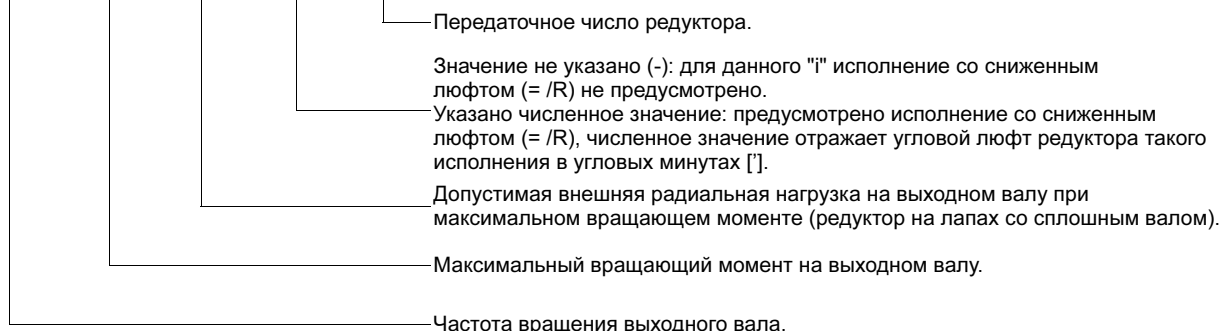 Передаточное число редуктора.
Значение не указано (-): для данного "i" исполнение со сниженным
люфтом (= /R) не предусмотрено.
Указано численное значение: предусмотрено исполнение со сниженным
люфтом (= /R), численное значение отражает угловой люфт редуктора такого
исполнения в угловых минутах ['].
Допустимая внешняя радиальная нагрузка на выходном валу при
максимальном вращающем моменте (редуктор на лапах со сплошным валом).
Максимальный вращающий момент на выходном валу.
Частота вращения выходного вала.